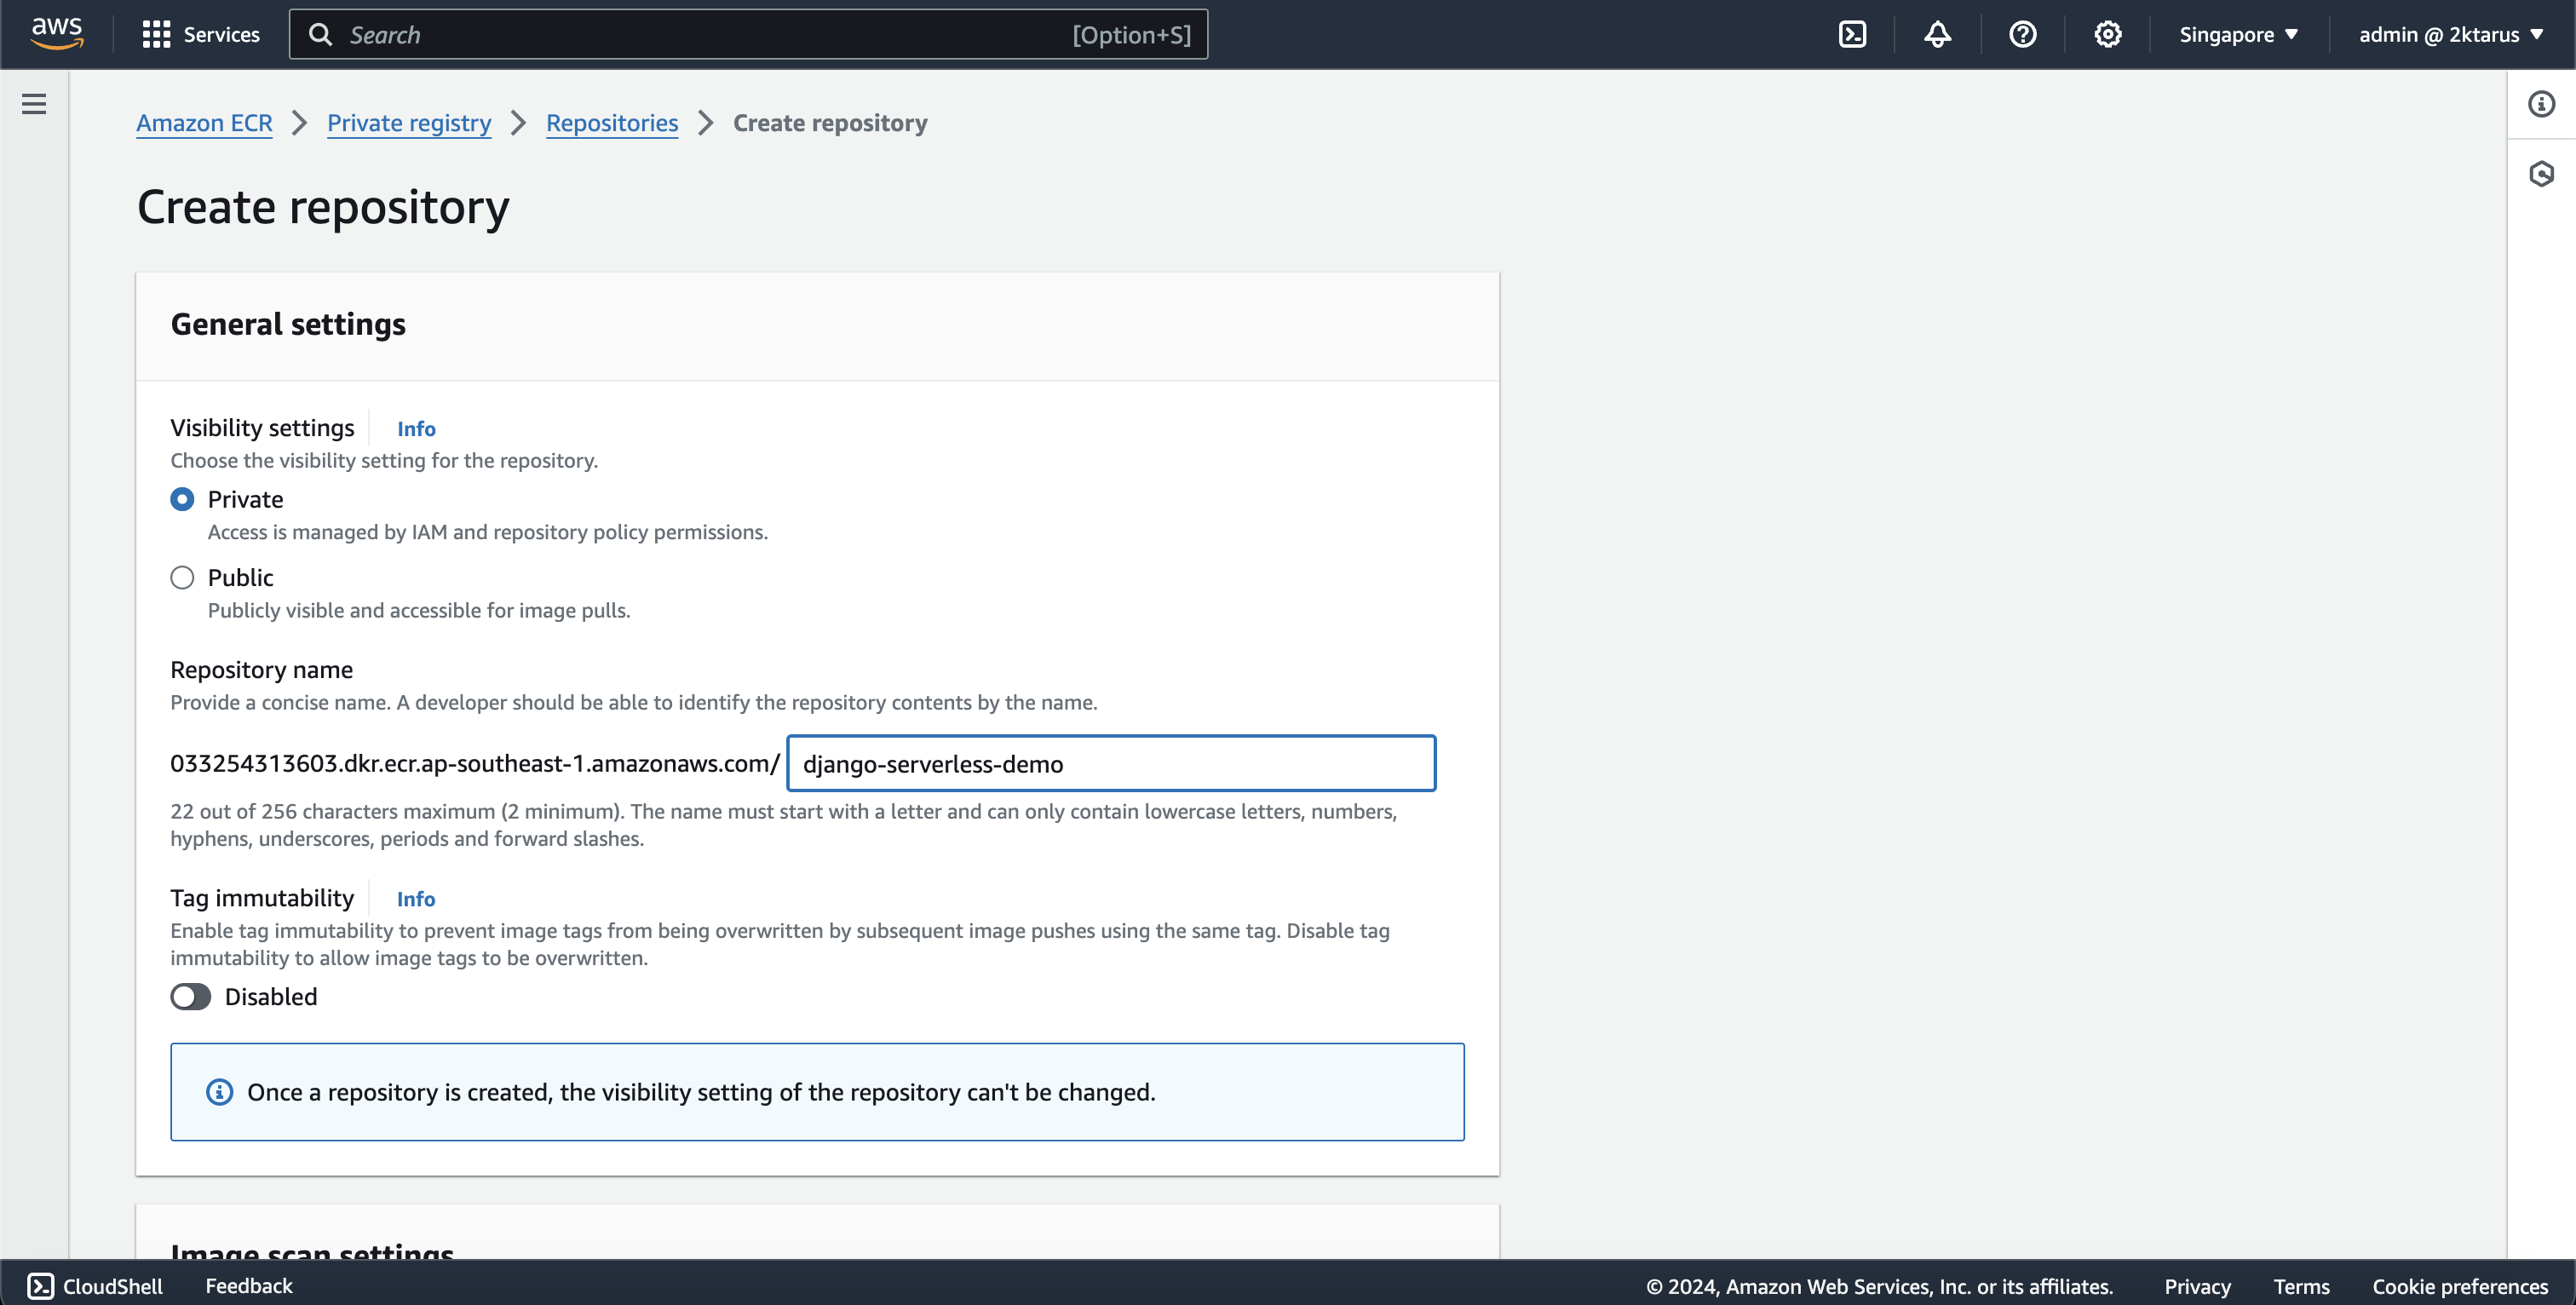 aws
Services
Search
[Option+S]
Singapore
admin @ 2ktarus
Amazon ECR
Private registry
Repositories
Create repository
Create repository
General settings
Visibility settings
Info
Choose the visibility setting for the repository.
Private
Access is managed by IAM and repository policy permissions.
Public
Publicly visible and accessible for image pulls.
Repository name
Provide a concise name. A developer should be able to identify the repository contents by the name.
033254313603.dkr.ecr.ap-southeast-1.amazonaws.com/
django-serverless-demo
22 out of 256 characters maximum (2 minimum). The name must start with a letter and can only contain lowercase letters, numbers,
hyphens, underscores, periods and forward slashes.
Tag immutability
Info
Enable tag immutability to prevent image tags from being overwritten by subsequent image pushes using the same tag. Disable tag
immutability to allow image tags to be overwritten.
Disabled
Once a repository is created, the visibility setting of the repository can't be changed.
Image scan settings
CloudShell
Feedback
© 2024, Amazon Web Services, Inc. or its affiliates.
Privacy
Terms
Cookie preferences